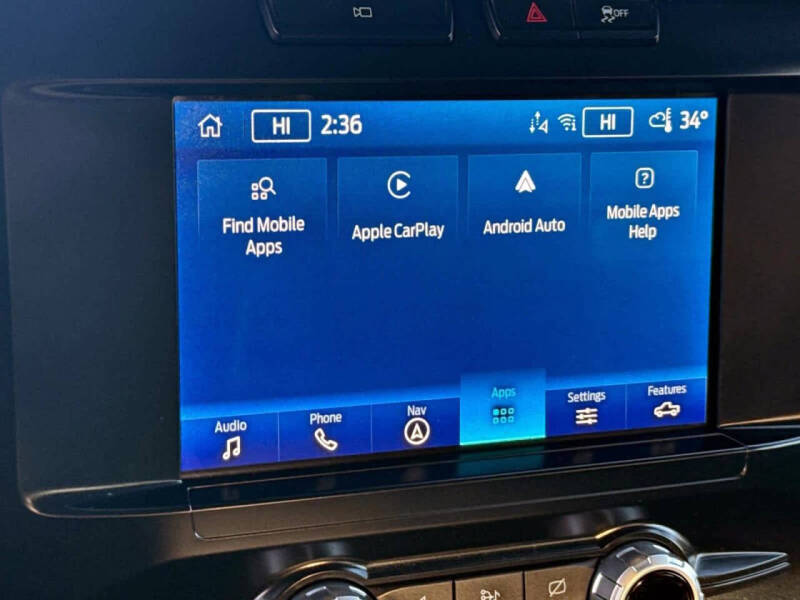 OFF
HI 2:36 HI 34°
Find Mobile
Apps
Apple CarPlay
Android Auto
Mobile Apps
Help
Audio
Phone
Nav
Apps
Settings
Features